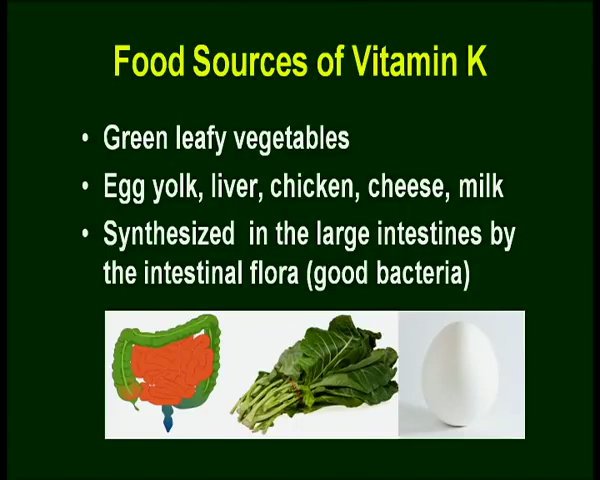 Food Sources of Vitamin K
• Green leafy vegetables
• Egg yolk, liver, chicken, cheese, milk
• Synthesized in the large intestines by
the intestinal flora (good bacteria)